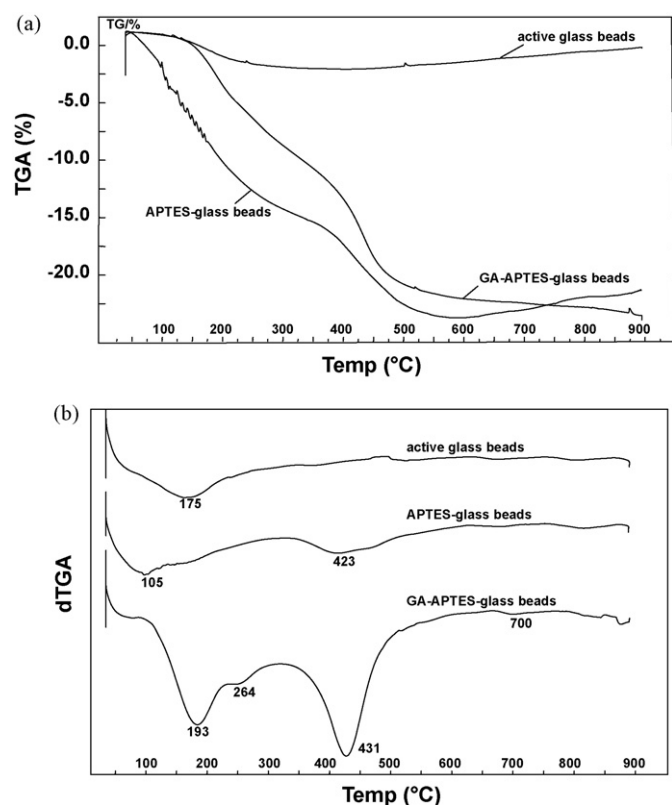 (a)
TG/%
0.0
-5.0
-10.0
-15.0
-20.0
TGA (%)
active glass beads
APTES-glass beads
GA-APTES-glass beads
100 200 300 400 500 600 700 800 900
Temp (°C)
(b)
active glass beads
175
APTES-glass beads
105
423
GA-APTES-glass beads
700
264
193
431
dTGA
100 200 300 400 500 600 700 800 900
Temp (°C)